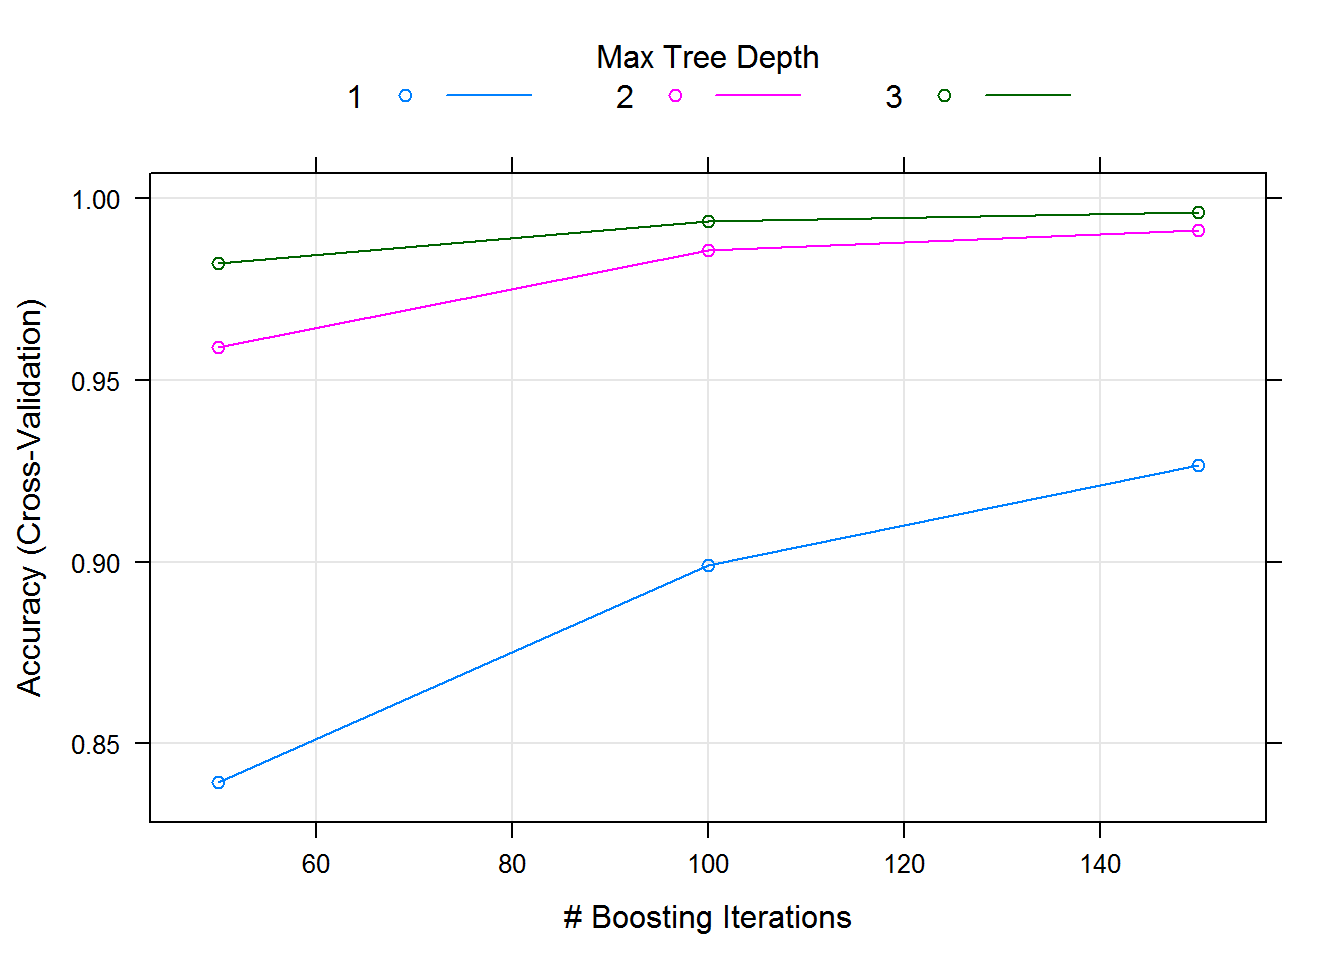 Max Tree Depth
1 2 3
1.00
0.95
0.90
0.85
Accuracy (Cross-Validation)
60 80 100 120 140
# Boosting Iterations